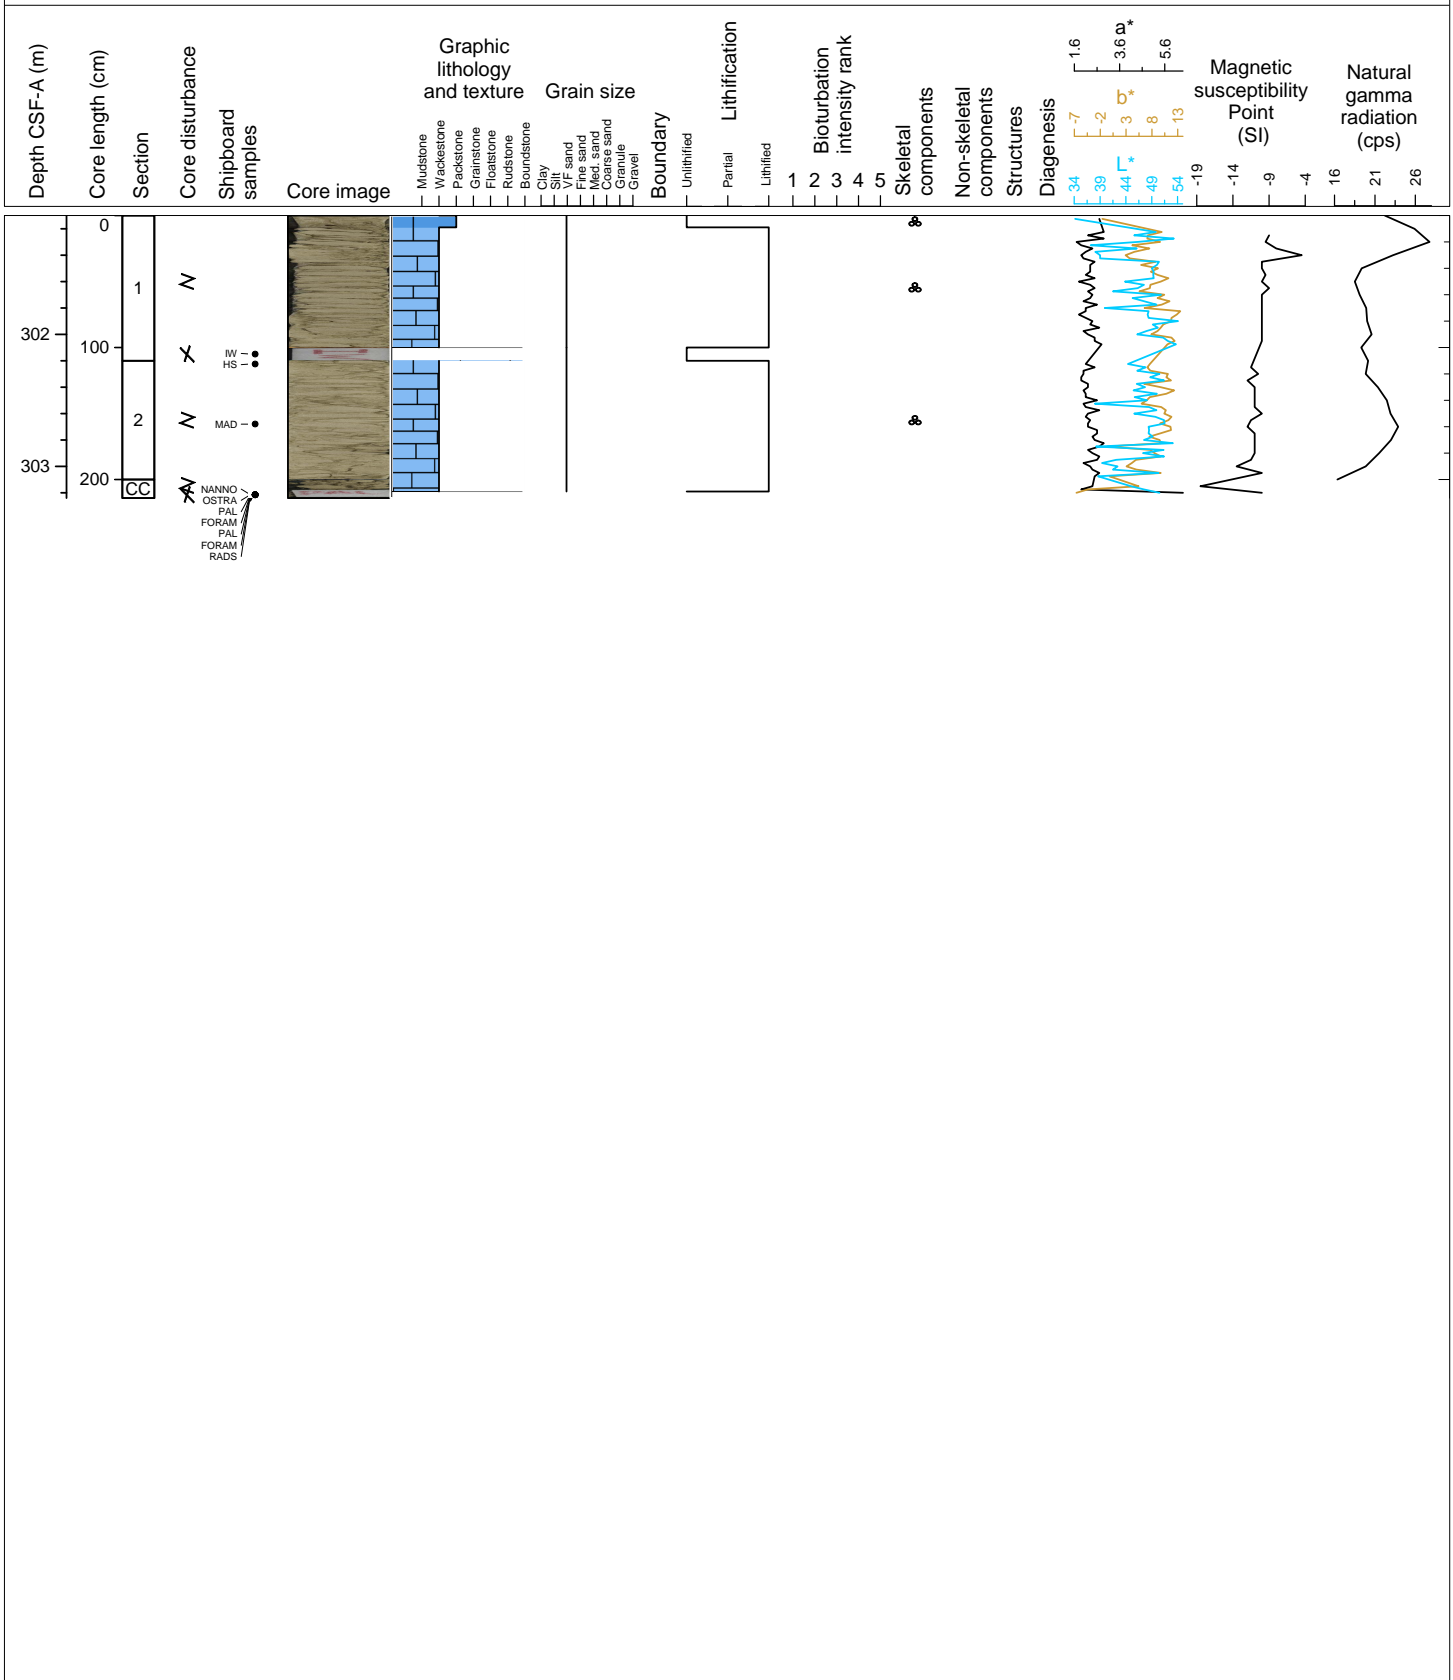 Depth CSF-A (m)
Core length (cm)
Section
Core disturbance
Shipboard
samples
Core image
Graphic
lithology
and texture
Mudstone
Wackestone
Packstone
Grainstone
Floatstone
Rudstone
Boundstone
Grain size
Clay
Silt
VF sand
Fine sand
Med. sand
Coarse sand
Granule
Gravel
Boundary
Lithification
Unlithified
Partial
Lithified
Bioturbation
intensity rank
1 2 3 4 5
Skeletal
components
Non-skeletal
components
Structures
Diagenesis
a*
1.6 3.6 5.6
b*
-7 -2 3 8 13
L*
34 39 44 49 54
Magnetic
susceptibility
Point
(SI)
-19 -14 -9 -4
Natural
gamma
radiation
(cps)
16 21 26
0
1
302
100
IW
HS
2
MAD
303
200
CC
NANNO
OSTRA
PAL
FORAM
PAL
FORAM
RADS